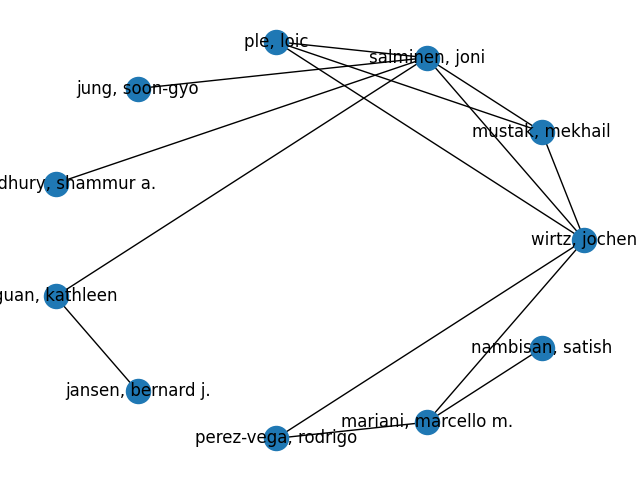 ple, loic
salminen, joni
jung, soon-gyo
mustak, mekhail
dhury, shammur a.
wirtz, jochen
guan, kathleen
nambisan, satish
jansen, bernard j.
mariani, marcello m.
perez-vega, rodrigo